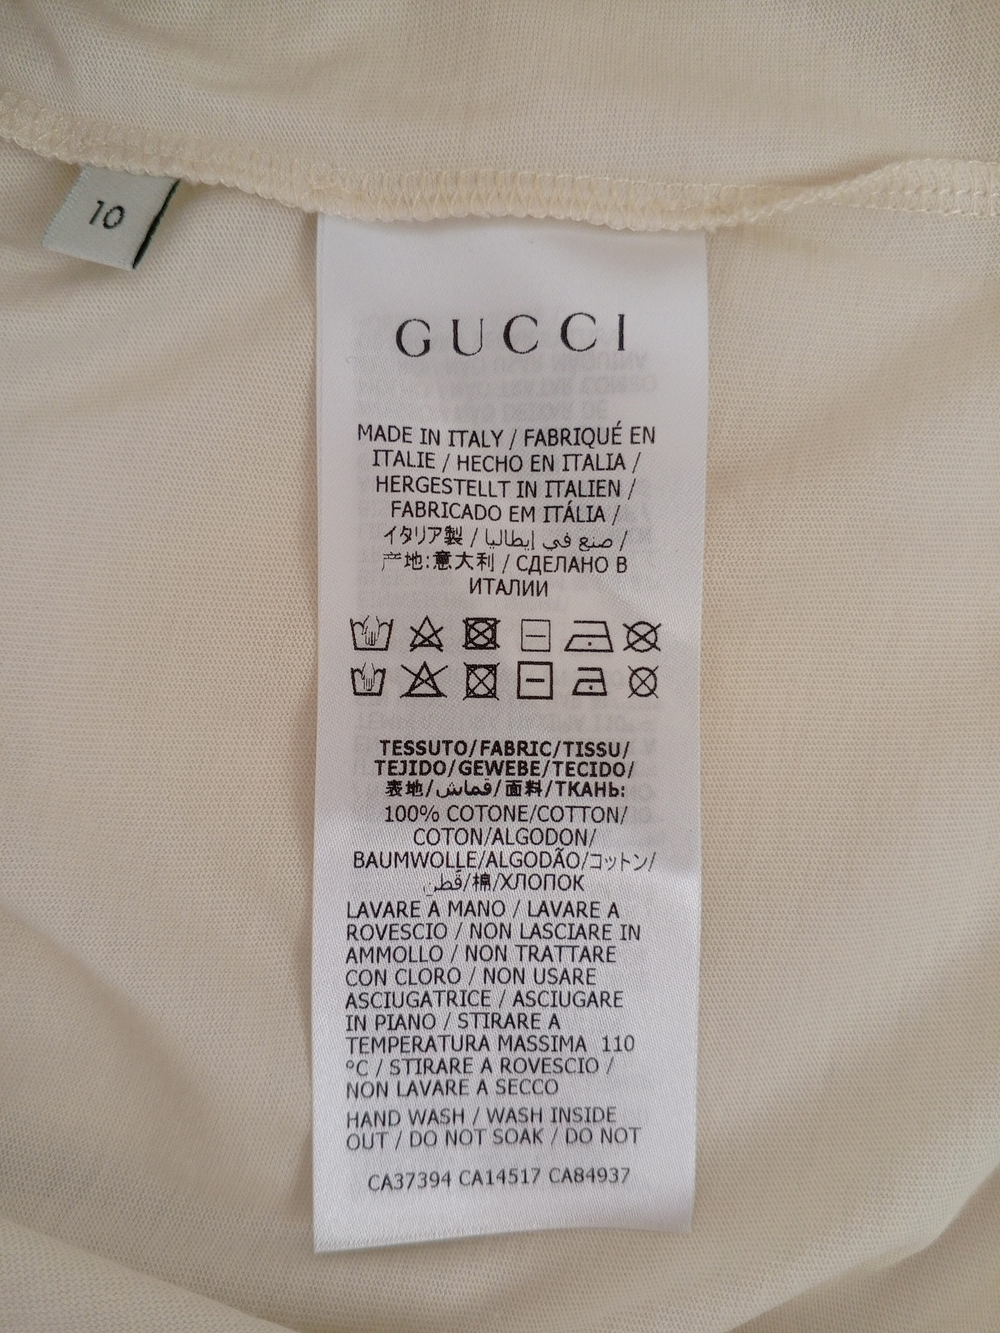 10
GUCCI
MADE IN ITALY / FABRIQUÉ EN
ITALIE / HECHO EN ITALIA /
HERGESTELLT IN ITALIEN /
FABRICADO EM ITÁLIA /
イタリア製 / صنع في إيطاليا /
产地:意大利 / СДЕЛАНО В
ИТАЛИИ
TESSUTO/FABRIC/TISSU/
TEJIDO/GEWEBE/TECIDO/
表地/قماش/面料/ТКАНЬ:
100% COTONE/COTTON/
COTON/ALGODON/
BAUMWOLLE/ALGODÃO/コットン/
قطن/棉/ХЛОПОК
LAVARE A MANO / LAVARE A
ROVESCIO / NON LASCIARE IN
AMMOLLO / NON TRATTARE
CON CLORO / NON USARE
ASCIUGATRICE / ASCIUGARE
IN PIANO / STIRARE A
TEMPERATURA MASSIMA 110
°C / STIRARE A ROVESCIO /
NON LAVARE A SECCO
HAND WASH / WASH INSIDE
OUT / DO NOT SOAK / DO NOT
CA37394 CA14517 CA84937